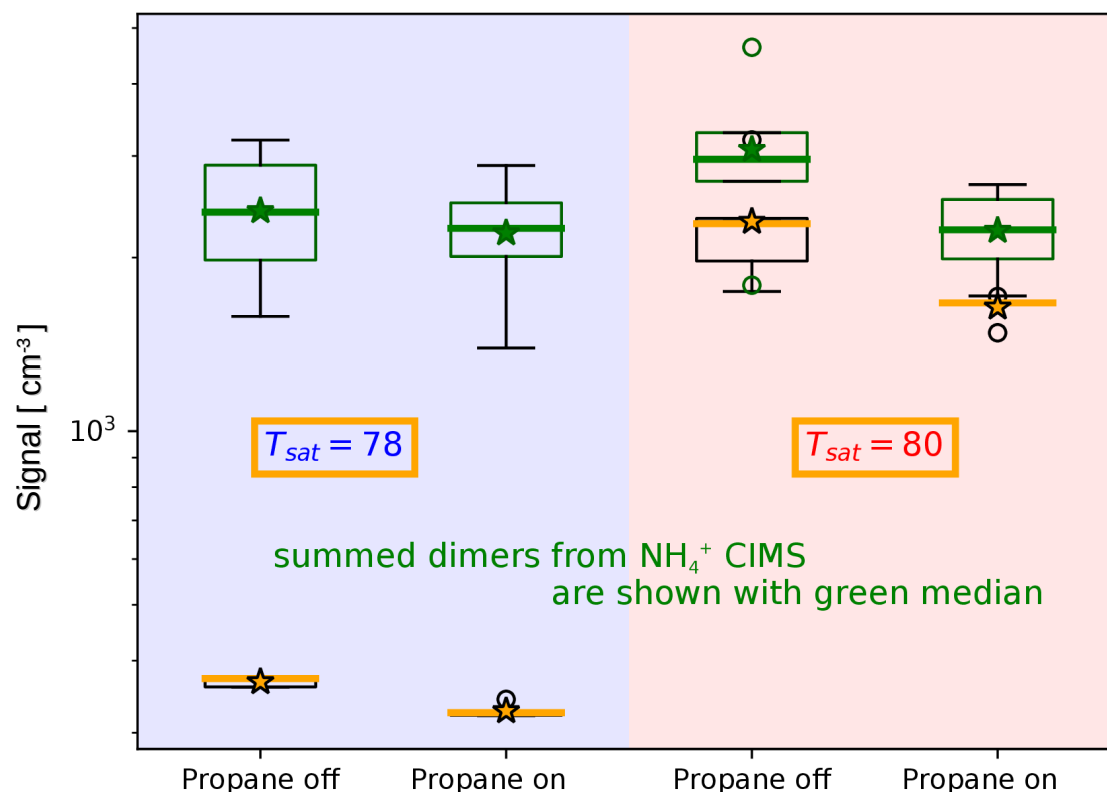 Signal [ cm⁻³ ]
10³
T_sat = 78
T_sat = 80
summed dimers from NH₄⁺ CIMS
are shown with green median
Propane off Propane on Propane off Propane on